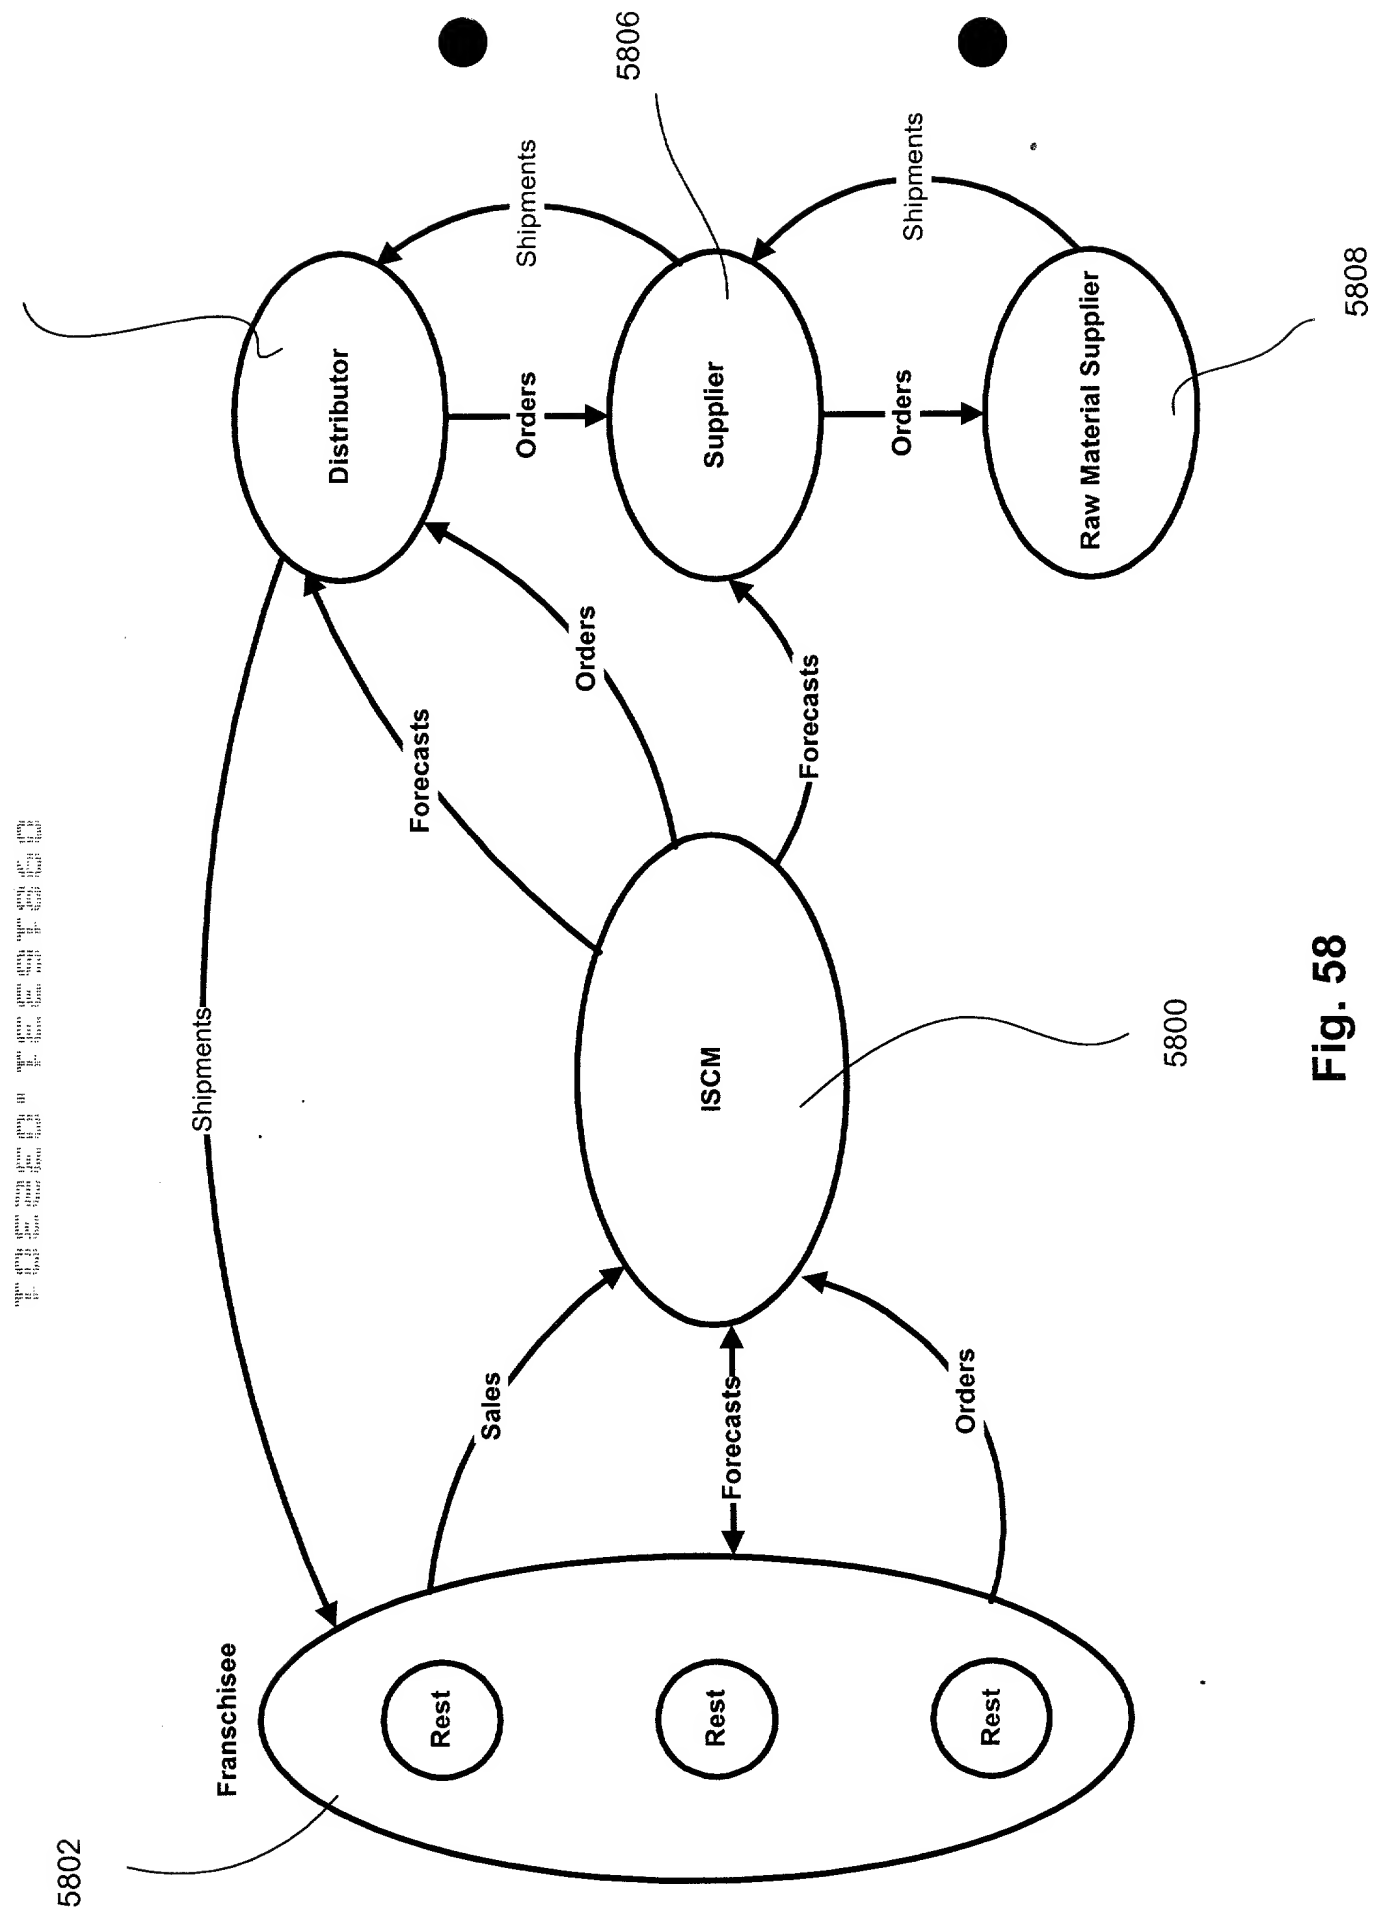 5802
Shipments
Franschisee
Distributor
Forecasts
Rest
Sales
Orders
Shipments
Orders
5806
Rest
Forecasts
ISCM
Supplier
Forecasts
Orders
Shipments
Rest
Orders
Raw Material Supplier
5800
Fig. 58
5808